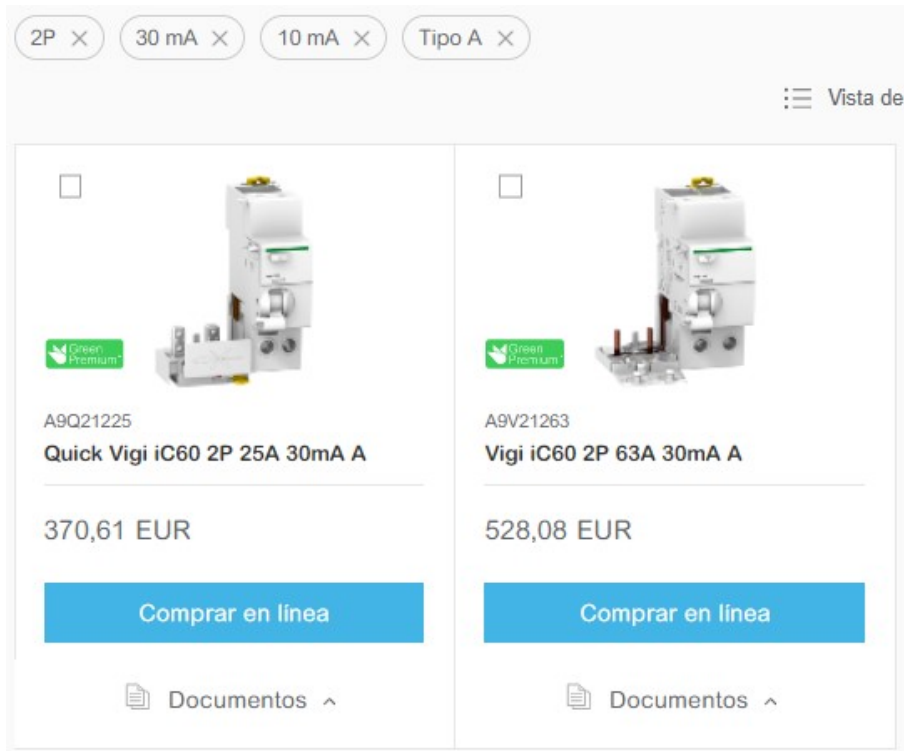 2P
30 mA
10 mA
Tipo A
Vista de
Green
Premium
A9Q21225
Quick Vigi iC60 2P 25A 30mA A
370,61 EUR
Comprar en línea
Documentos
Green
Premium
A9V21263
Vigi iC60 2P 63A 30mA A
528,08 EUR
Comprar en línea
Documentos